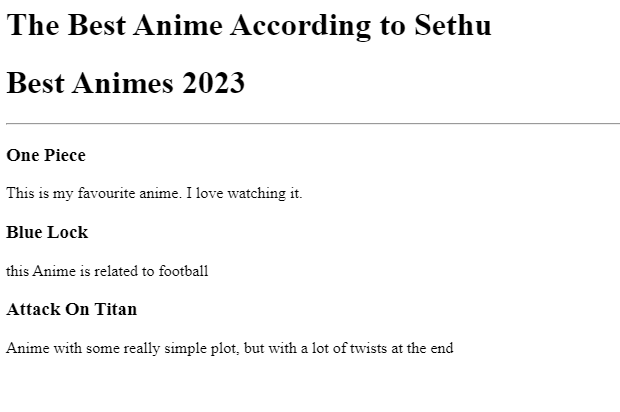 The Best Anime According to Sethu
Best Animes 2023
One Piece
This is my favourite anime. I love watching it.
Blue Lock
this Anime is related to football
Attack On Titan
Anime with some really simple plot, but with a lot of twists at the end